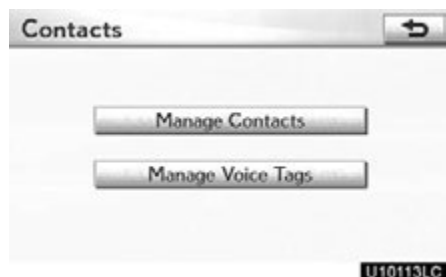 Contacts
Manage Contacts
Manage Voice Tags
U10113LC